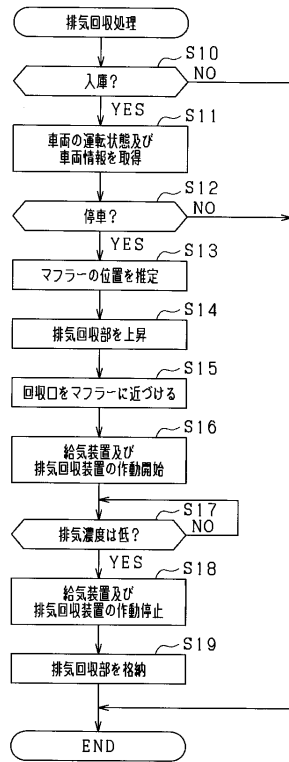 排気回収処理
S10
入庫？
NO
YES
S11
車両の運転状態及び
車両情報を取得
S12
停車？
NO
YES
S13
マフラーの位置を推定
S14
排気回収部を上昇
S15
回収口をマフラーに近づける
S16
給気装置及び
排気回収装置の作動開始
S17
排気濃度は低？
NO
YES
S18
給気装置及び
排気回収装置の作動停止
S19
排気回収部を格納
END